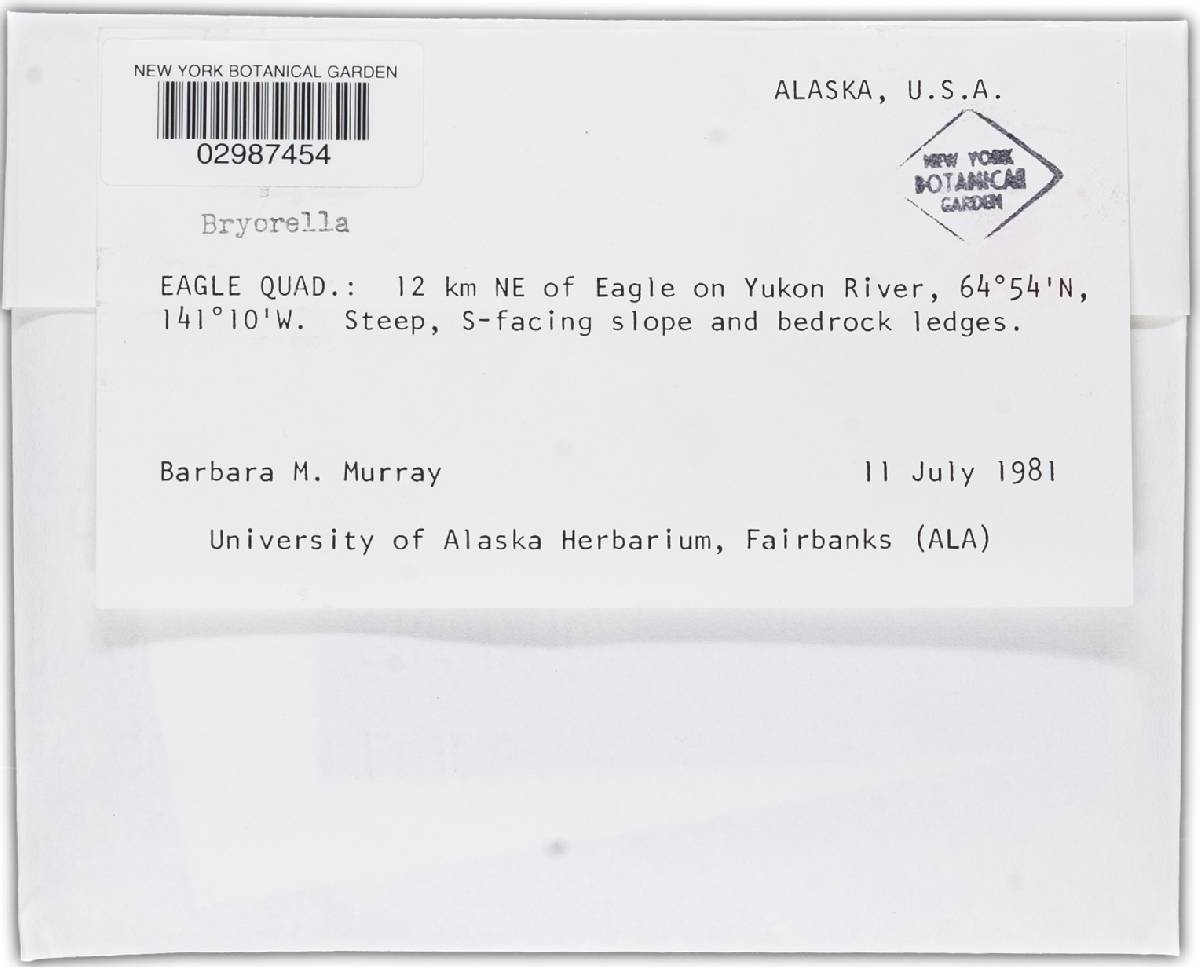 NEW YORK BOTANICAL GARDEN
02987454
ALASKA, U.S.A.
NEW YORK
BOTANICAL
GARDEN
Bryorella
EAGLE QUAD.: 12 km NE of Eagle on Yukon River, 64°54'N,
141°10'W. Steep, S-facing slope and bedrock ledges.
Barbara M. Murray 11 July 1981
University of Alaska Herbarium, Fairbanks (ALA)